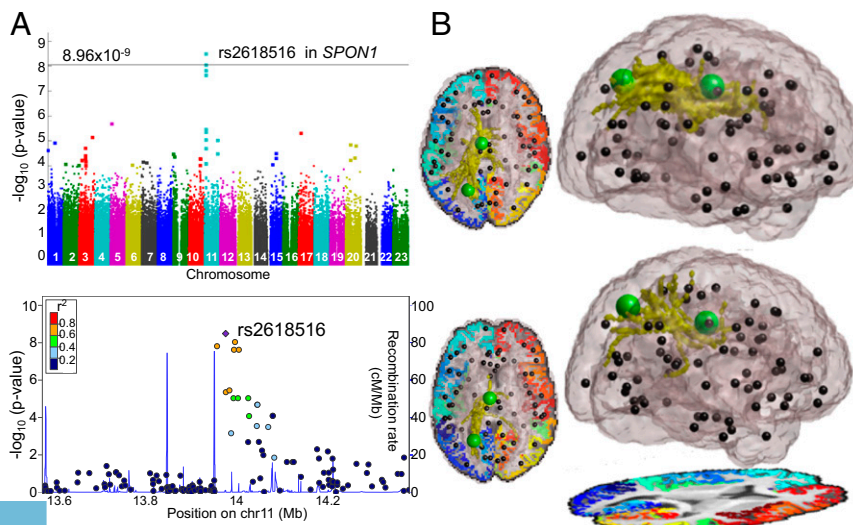 A
B
9
8
7
6
5
4
3
2
1
0
-log10 (p-value)
8.96x10-9
rs2618516 in SPON1
1 2 3 4 5 6 7 8 9 10 11 12 13 14 15 16 17 18 19 20 21 22 23
Chromosome
10
8
6
4
2
0
-log10 (p-value)
r2
0.8
0.6
0.4
0.2
rs2618516
100
80
60
40
20
0
Recombination rate
(cM/Mb)
13.6 13.8 14 14.2
Position on chr11 (Mb)